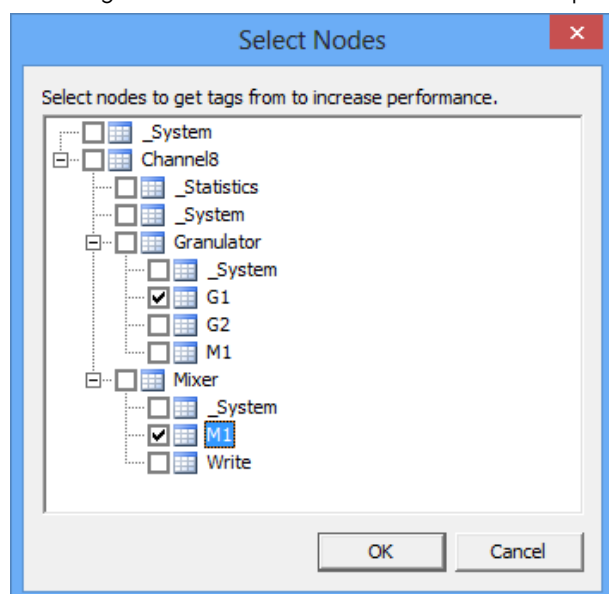 Select Nodes
Select nodes to get tags from to increase performance.
_System
Channel8
_Statistics
_System
Granulator
_System
G1
G2
M1
Mixer
_System
M1
Write
OK Cancel